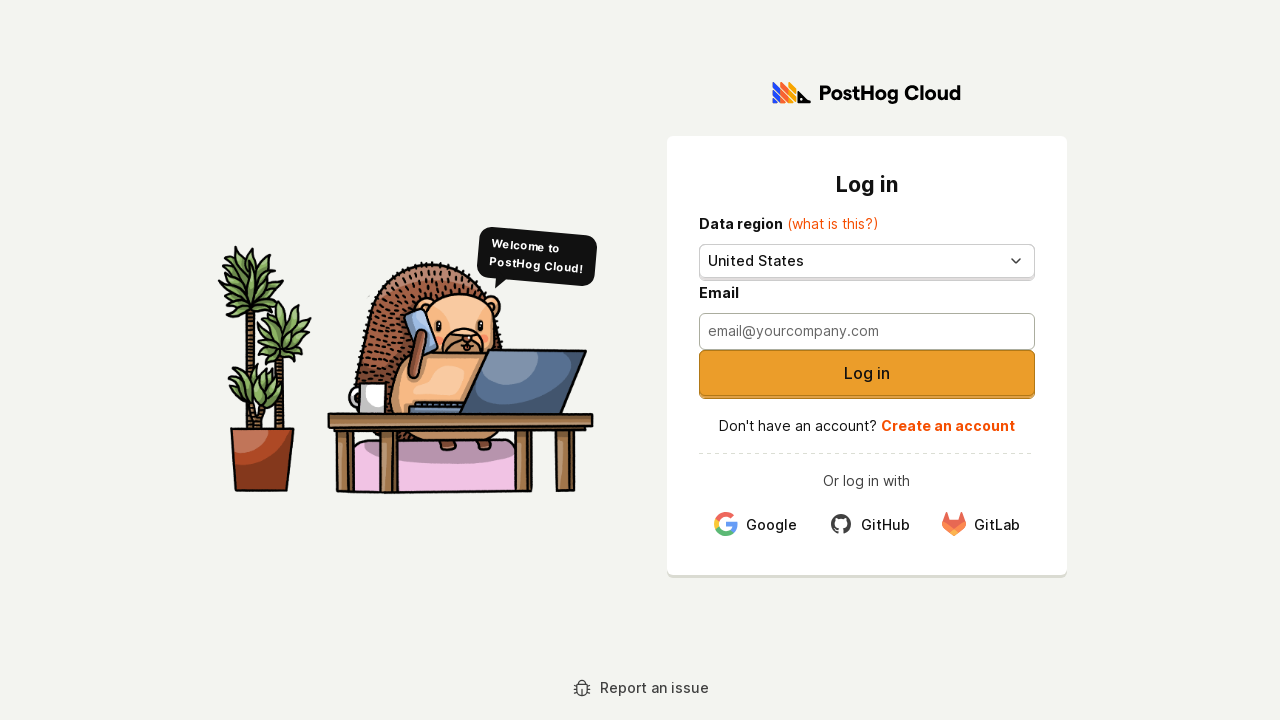 PostHog Cloud
Welcome to
PostHog Cloud!
Log in
Data region (what is this?)
United States
Email
email@yourcompany.com
Log in
Don't have an account? Create an account
Or log in with
Google
GitHub
GitLab
Report an issue